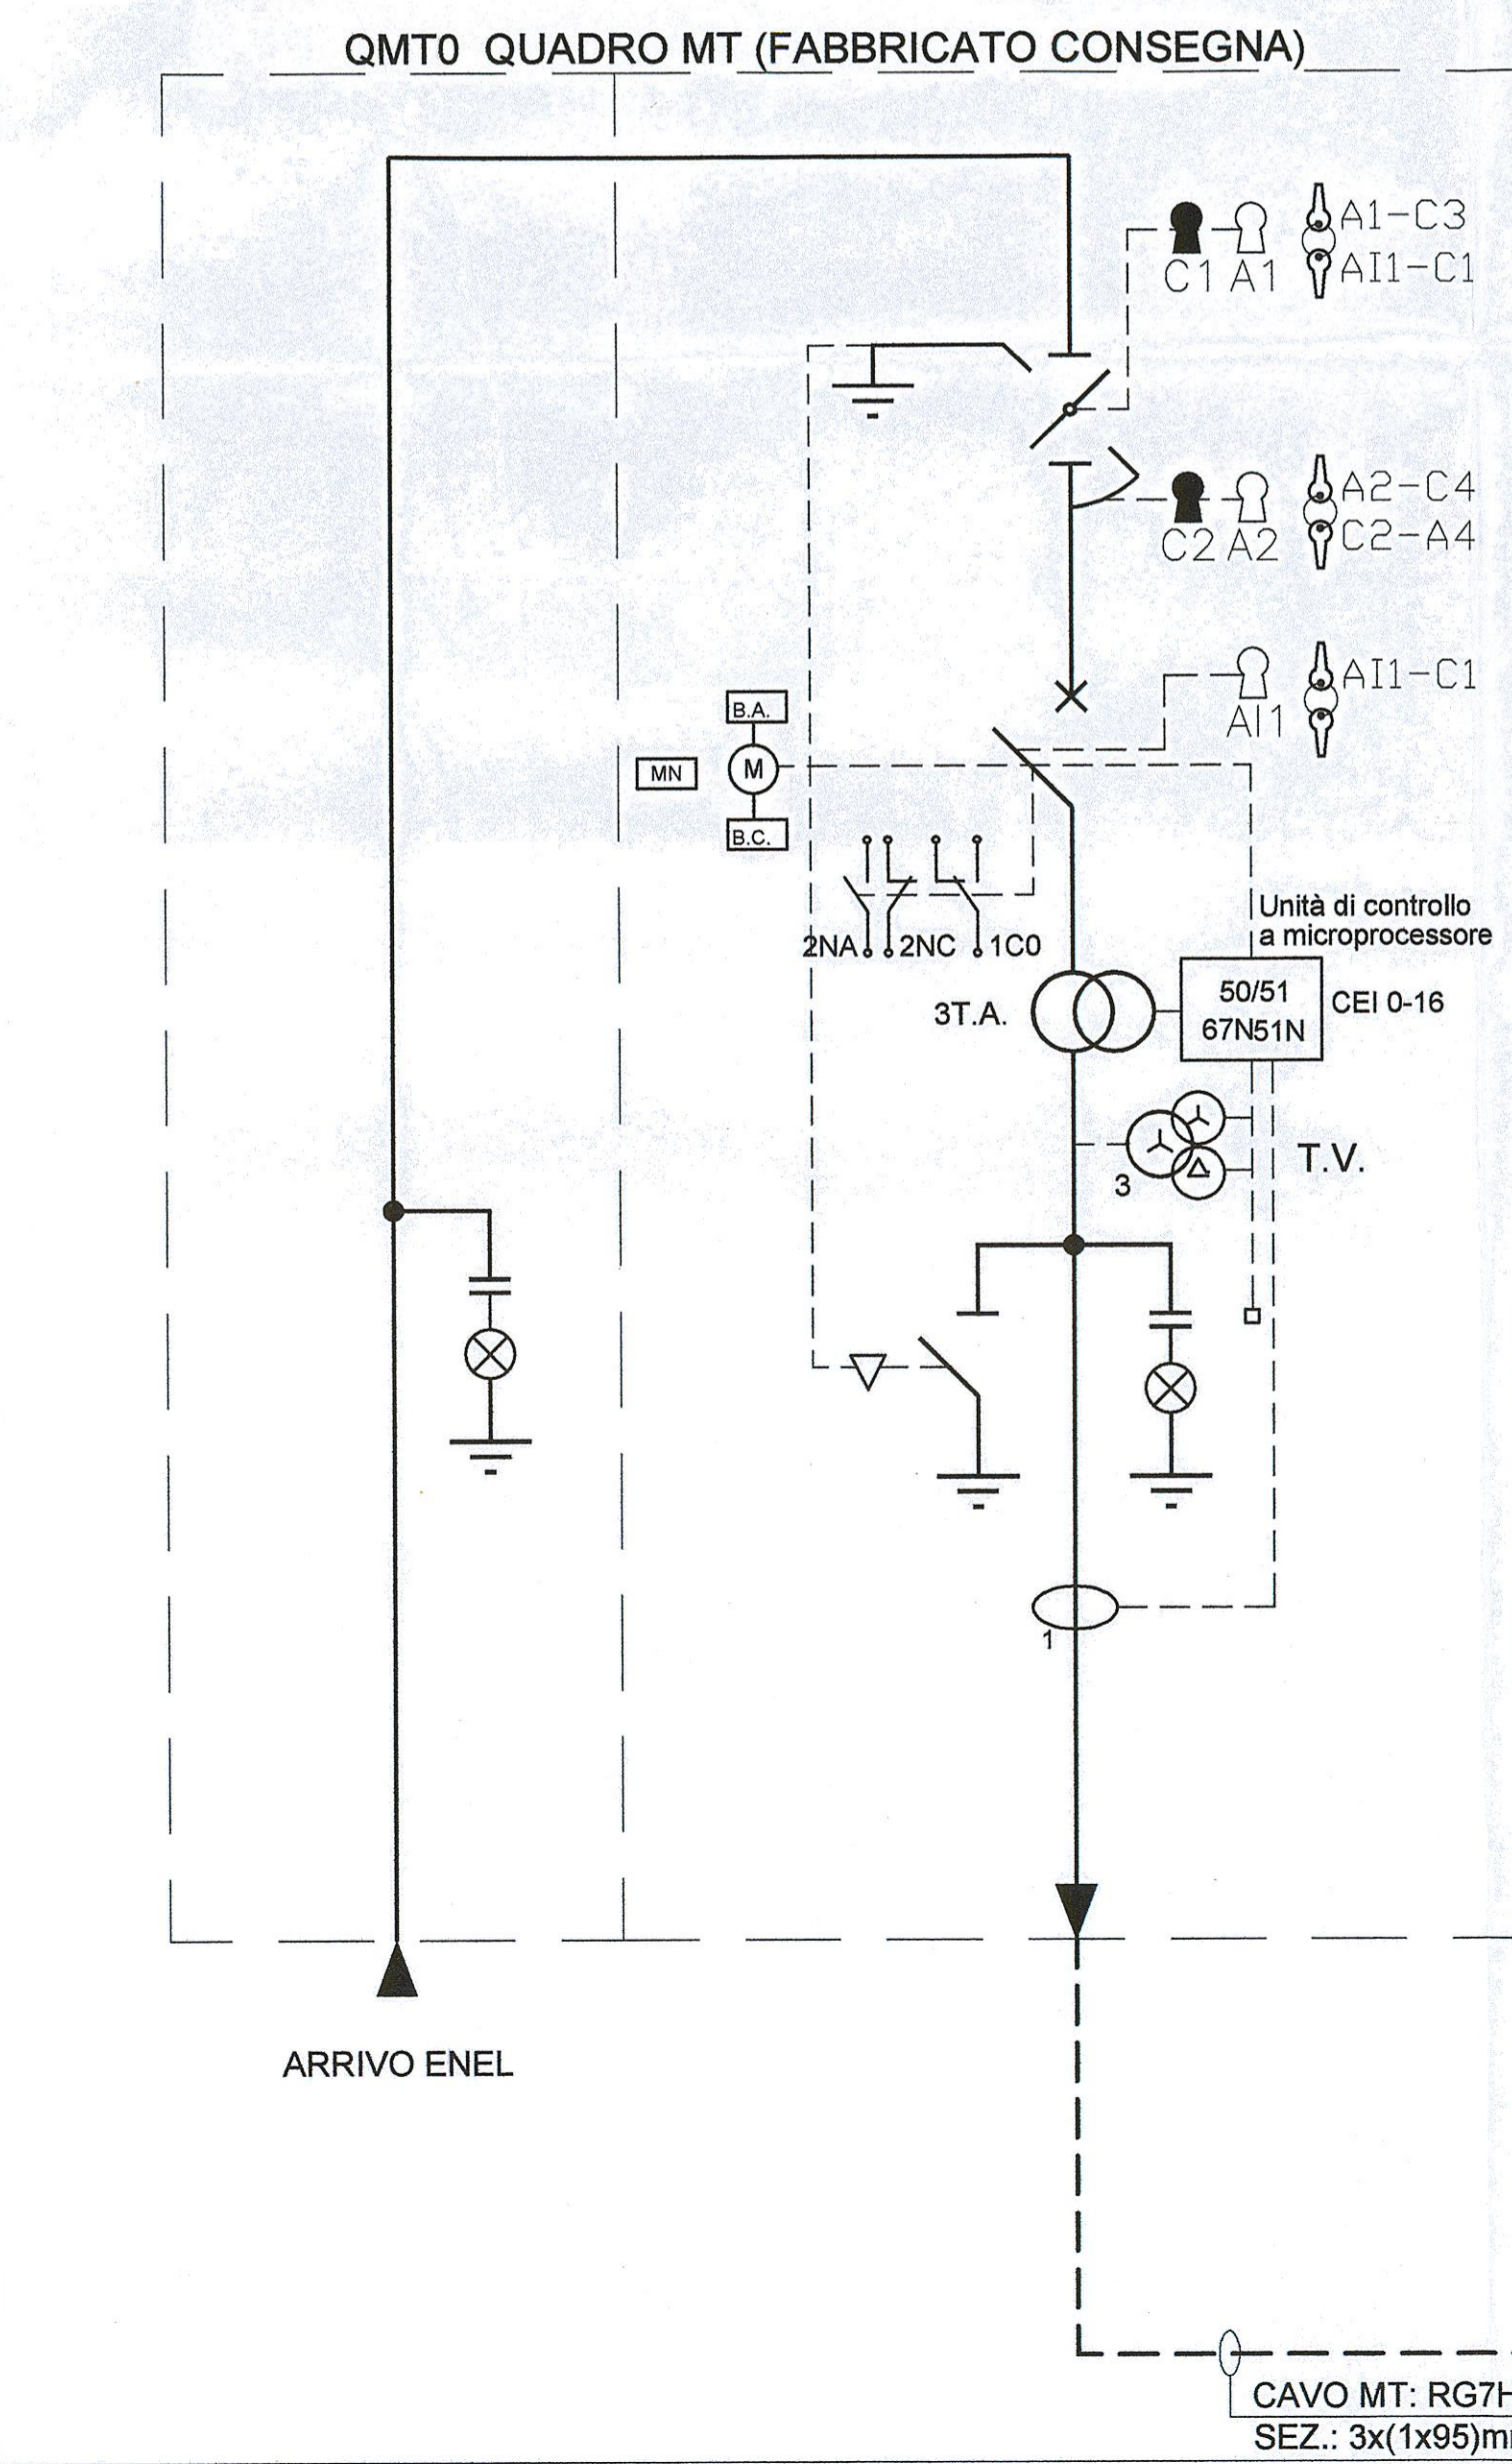 QMT0 QUADRO MT (FABBRICATO CONSEGNA)
C1 A1
A1-C3
AI1-C1
C2 A2
A2-C4
C2-A4
AI1
AI1-C1
B.A.
MN
M
B.C.
2NA
2NC
1C0
Unità di controllo
a microprocessore
3T.A.
50/51
67N51N
CEI 0-16
T.V.
3
1
ARRIVO ENEL
CAVO MT: RG7H
SEZ.: 3x(1x95)m